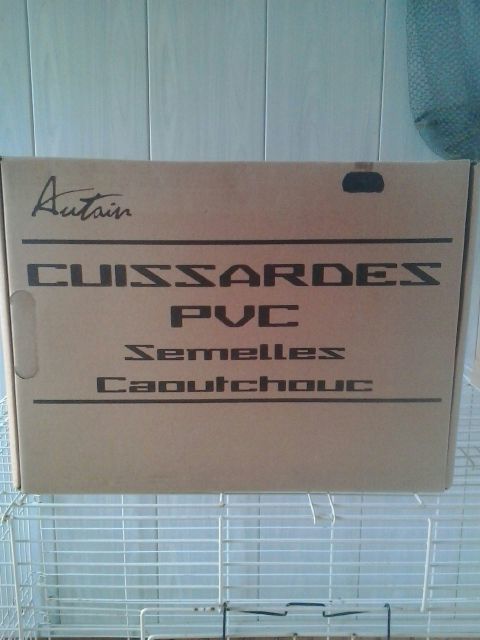 Autain
CUISSARDES
PVC
Semelles
Caoutchouc